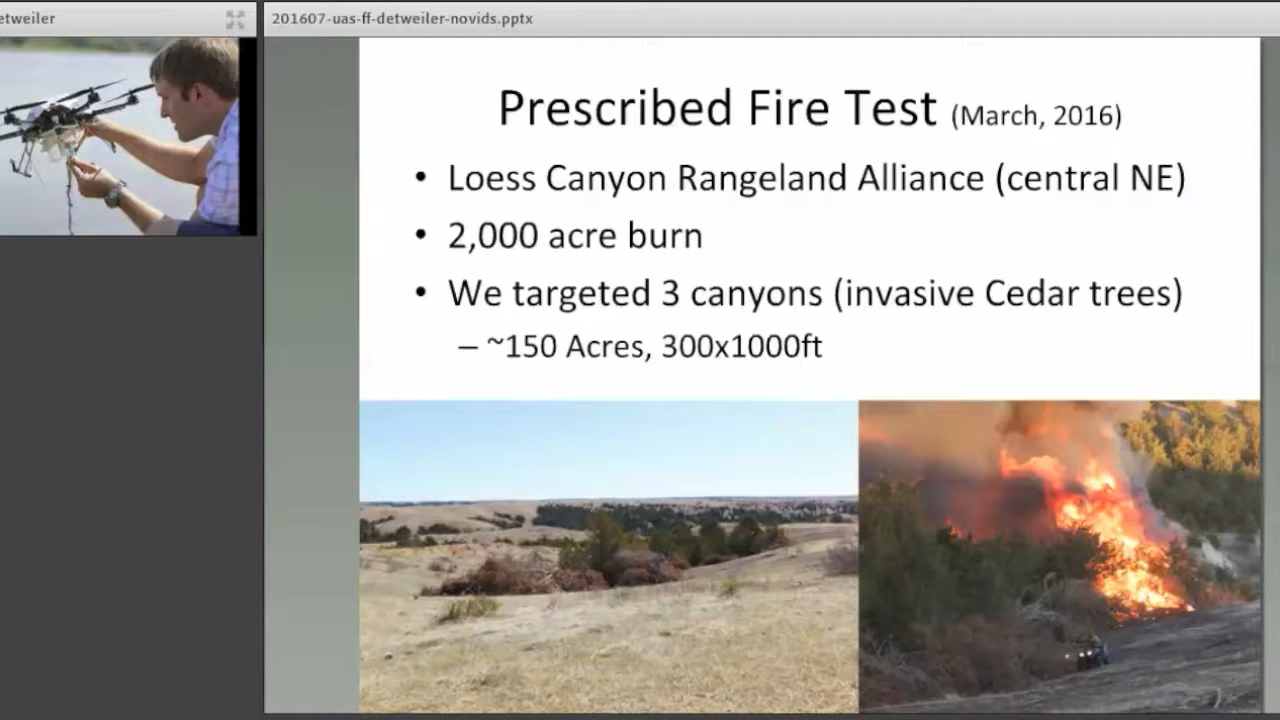 etweiler
201607-uas-ff-detweiler-novids.pptx
Prescribed Fire Test (March, 2016)
• Loess Canyon Rangeland Alliance (central NE)
• 2,000 acre burn
• We targeted 3 canyons (invasive Cedar trees)
– ~150 Acres, 300x1000ft